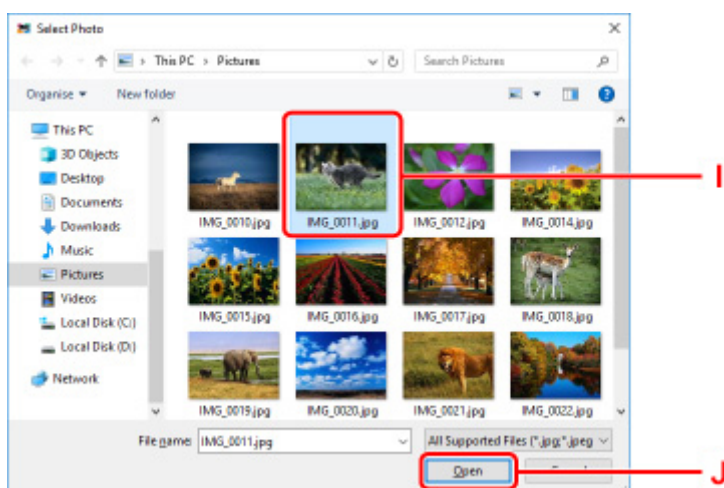 Select Photo
This PC > Pictures
Search Pictures
Organise
New folder
This PC
3D Objects
Desktop
Documents
Downloads
Music
Pictures
Videos
Local Disk (C:)
Local Disk (D:)
Network
IMG_0010.jpg IMG_0011.jpg IMG_0012.jpg IMG_0014.jpg
IMG_0015.jpg IMG_0016.jpg IMG_0017.jpg IMG_0018.jpg
IMG_0019.jpg IMG_0020.jpg IMG_0021.jpg IMG_0022.jpg
I
File name: IMG_0011.jpg
All Supported Files (*.jpg;*.jpeg
Open
J